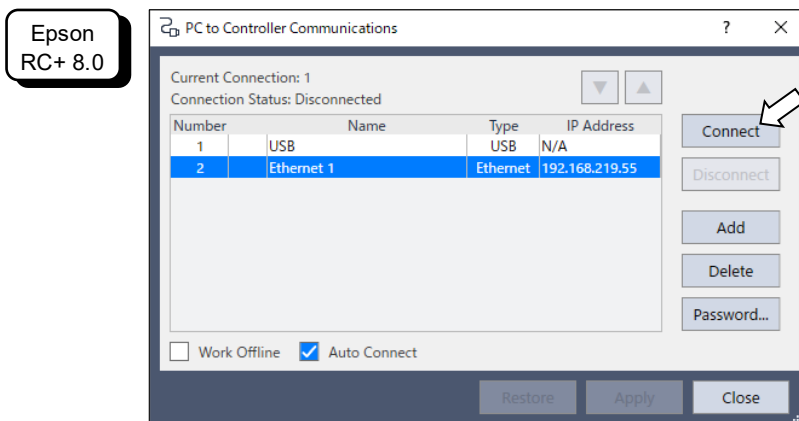 Epson
RC+ 8.0
PC to Controller Communications
?
Current Connection: 1
Connection Status: Disconnected
Number Name Type IP Address
1 USB USB N/A
2 Ethernet 1 Ethernet 192.168.219.55
Connect
Disconnect
Add
Delete
Password...
Work Offline Auto Connect
Restore Apply Close